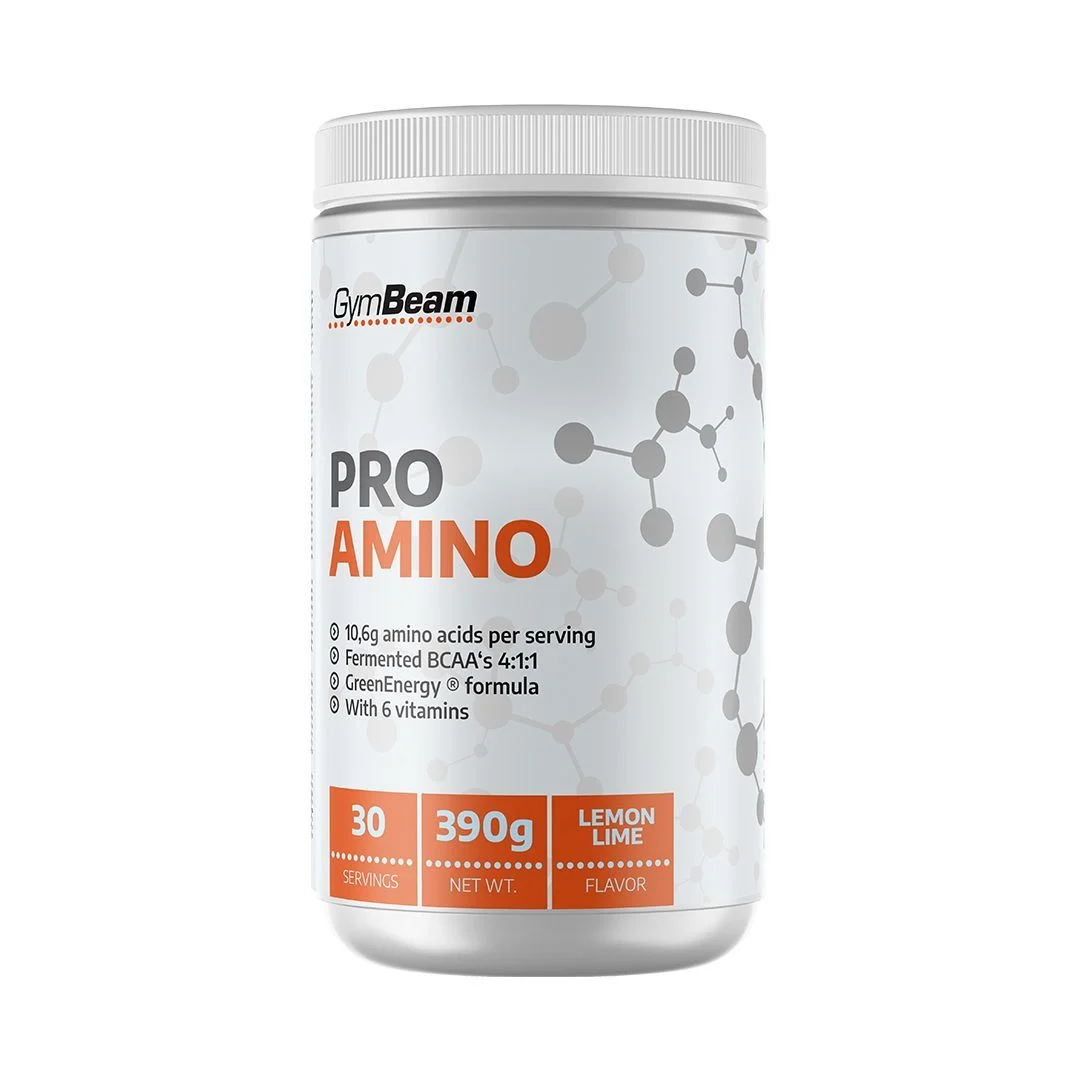 GymBeam
PRO
AMINO
10,6g amino acids per serving
Fermented BCAA‘s 4:1:1
GreenEnergy ® formula
With 6 vitamins
30
SERVINGS
390g
NET WT.
LEMON
LIME
FLAVOR